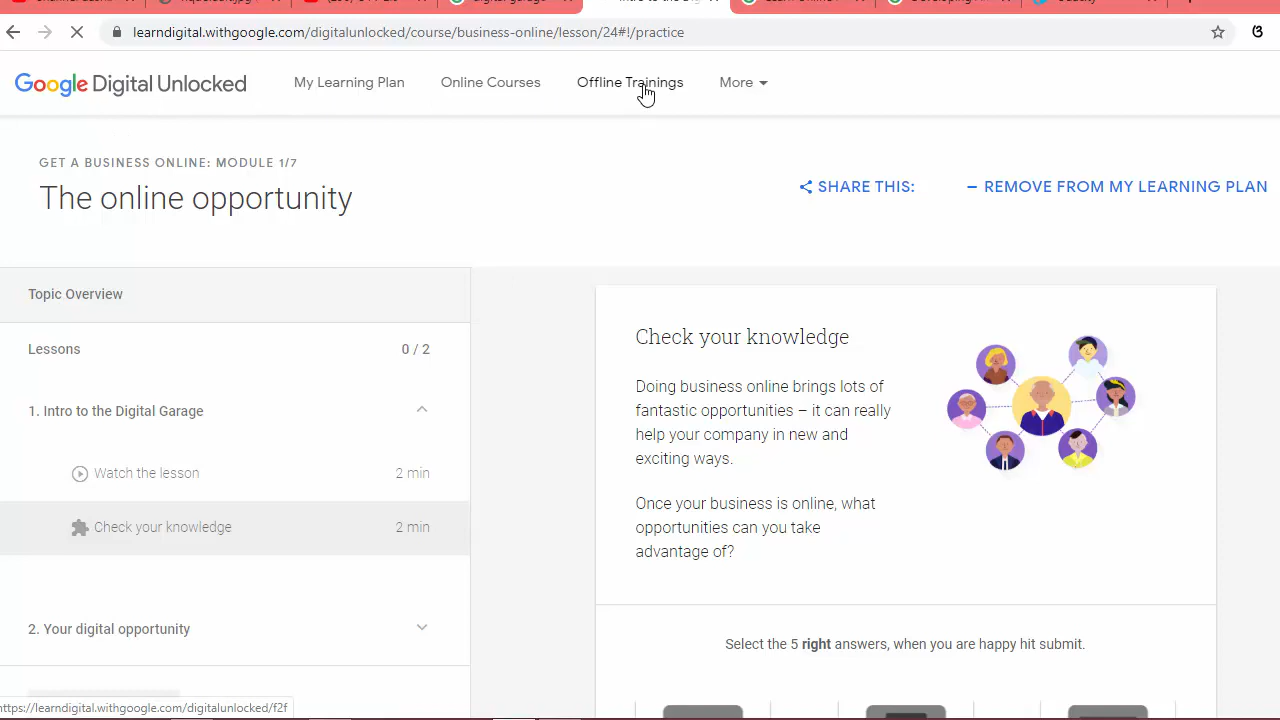 learndigital.withgoogle.com/digitalunlocked/course/business-online/lesson/24#!/practice
Google Digital Unlocked
My Learning Plan
Online Courses
Offline Trainings
More
GET A BUSINESS ONLINE: MODULE 1/7
The online opportunity
SHARE THIS:
REMOVE FROM MY LEARNING PLAN
Topic Overview
Lessons 0 / 2
1. Intro to the Digital Garage
Watch the lesson 2 min
Check your knowledge 2 min
2. Your digital opportunity
Check your knowledge
Doing business online brings lots of
fantastic opportunities – it can really
help your company in new and
exciting ways.
Once your business is online, what
opportunities can you take
advantage of?
Select the 5 right answers, when you are happy hit submit.
https://learndigital.withgoogle.com/digitalunlocked/f2f